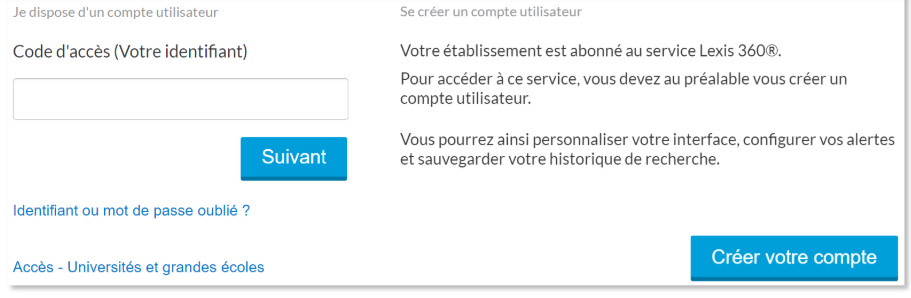 Je dispose d'un compte utilisateur
Code d'accès (Votre identifiant)
Suivant
Identifiant ou mot de passe oublié ?
Accès - Universités et grandes écoles
Se créer un compte utilisateur
Votre établissement est abonné au service Lexis 360®.
Pour accéder à ce service, vous devez au préalable vous créer un
compte utilisateur.
Vous pourrez ainsi personnaliser votre interface, configurer vos alertes
et sauvegarder votre historique de recherche.
Créer votre compte